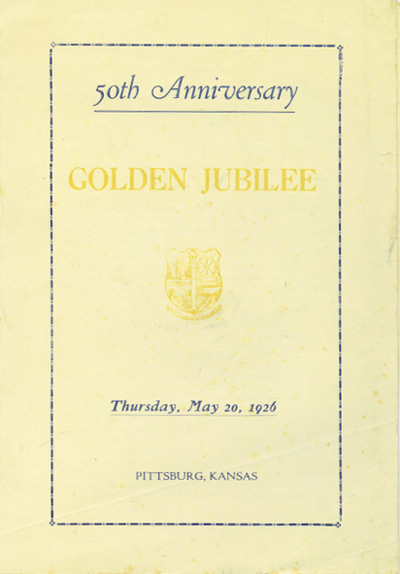 50th Anniversary
GOLDEN JUBILEE
Thursday, May 20, 1926
PITTSBURG, KANSAS